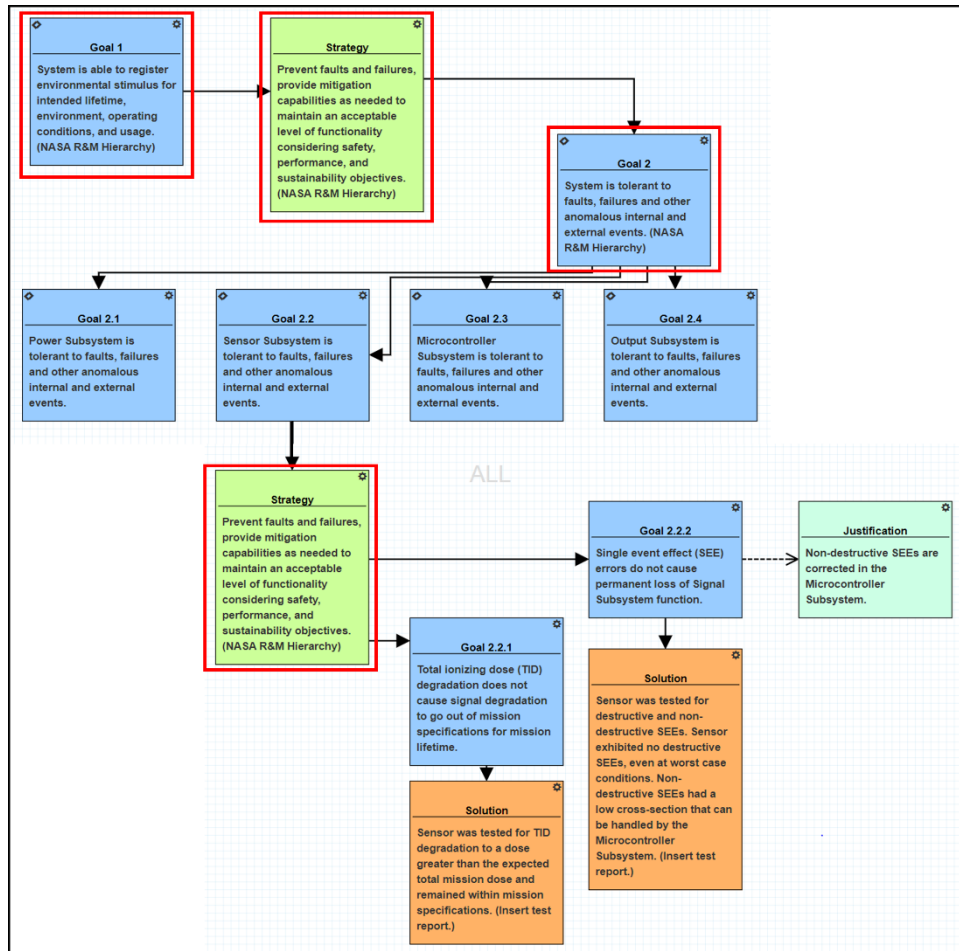 Goal 1
System is able to register
environmental stimulus for
intended lifetime,
environment, operating
conditions, and usage.
(NASA R&M Hierarchy)
Strategy
Prevent faults and failures,
provide mitigation
capabilities as needed to
maintain an acceptable
level of functionality
considering safety,
performance, and
sustainability objectives.
(NASA R&M Hierarchy)
Goal 2
System is tolerant to
faults, failures and other
anomalous internal and
external events. (NASA
R&M Hierarchy)
Goal 2.1
Power Subsystem is
tolerant to faults, failures
and other anomalous
internal and external
events.
Goal 2.2
Sensor Subsystem is
tolerant to faults, failures
and other anomalous
internal and external
events.
Goal 2.3
Microcontroller
Subsystem is tolerant to
faults, failures and other
anomalous internal and
external events.
Goal 2.4
Output Subsystem is
tolerant to faults, failures
and other anomalous
internal and external
events.
ALL
Strategy
Prevent faults and failures,
provide mitigation
capabilities as needed to
maintain an acceptable
level of functionality
considering safety,
performance, and
sustainability objectives.
(NASA R&M Hierarchy)
Goal 2.2.2
Single event effect (SEE)
errors do not cause
permanent loss of Signal
Subsystem function.
Justification
Non-destructive SEEs are
corrected in the
Microcontroller
Subsystem.
Goal 2.2.1
Total ionizing dose (TID)
degradation does not
cause signal degradation
to go out of mission
specifications for mission
lifetime.
Solution
Sensor was tested for
destructive and non-
destructive SEEs. Sensor
exhibited no destructive
SEEs, even at worst case
conditions. Non-
destructive SEEs had a
low cross-section that can
be handled by the
Microcontroller
Subsystem. (Insert test
report.)
Solution
Sensor was tested for TID
degradation to a dose
greater than the expected
total mission dose and
remained within mission
specifications. (Insert test
report.)